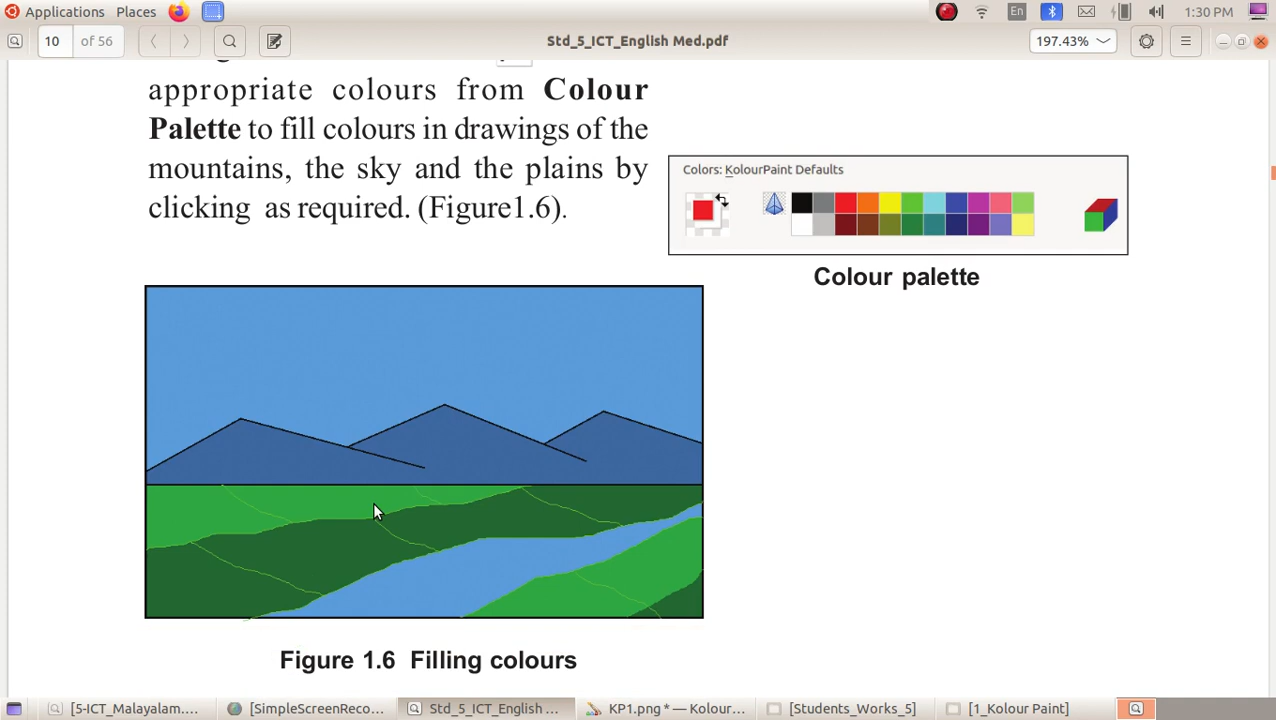 Applications Places En 1:30 PM
10 of 56 Std_5_ICT_English Med.pdf 197.43%
appropriate colours from Colour
Palette to fill colours in drawings of the
mountains, the sky and the plains by
clicking as required. (Figure1.6).
Colors: KolourPaint Defaults
Colour palette
Figure 1.6 Filling colours
[5-ICT_Malayalam.... [SimpleScreenReco... Std_5_ICT_English ... KP1.png * — Kolour... [Students_Works_5] [1_Kolour Paint]